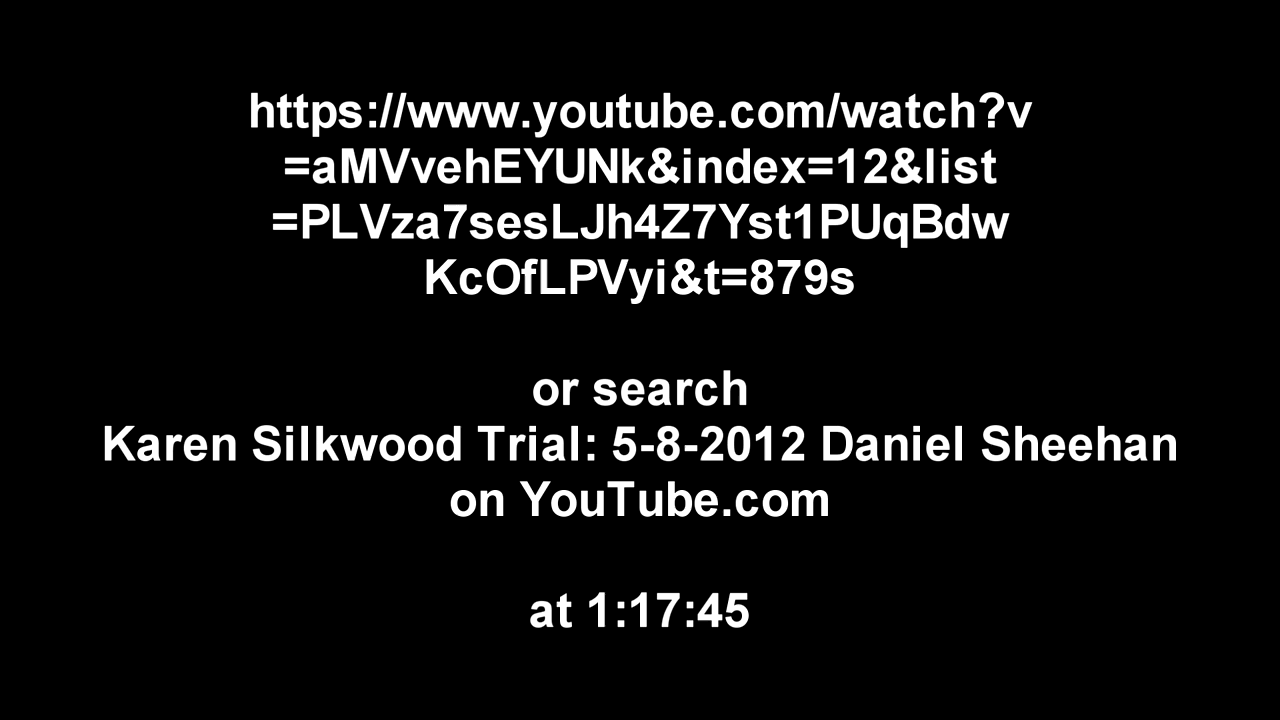 https://www.youtube.com/watch?v
=aMVvehEYUNk&index=12&list
=PLVza7sesLJh4Z7Yst1PUqBdw
KcOfLPVyi&t=879s
or search
Karen Silkwood Trial: 5-8-2012 Daniel Sheehan
on YouTube.com
at 1:17:45